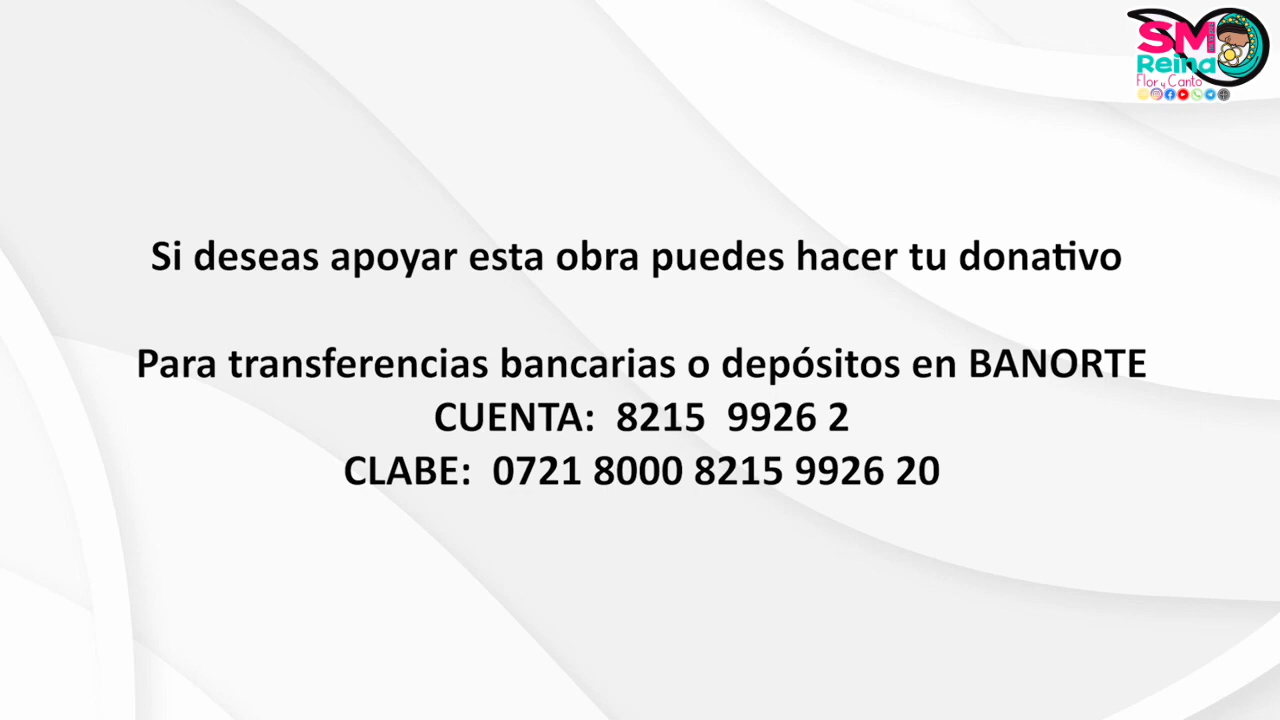 SM
Reina
Flor y Canto
Si deseas apoyar esta obra puedes hacer tu donativo
Para transferencias bancarias o depósitos en BANORTE
CUENTA: 8215 9926 2
CLABE: 0721 8000 8215 9926 20